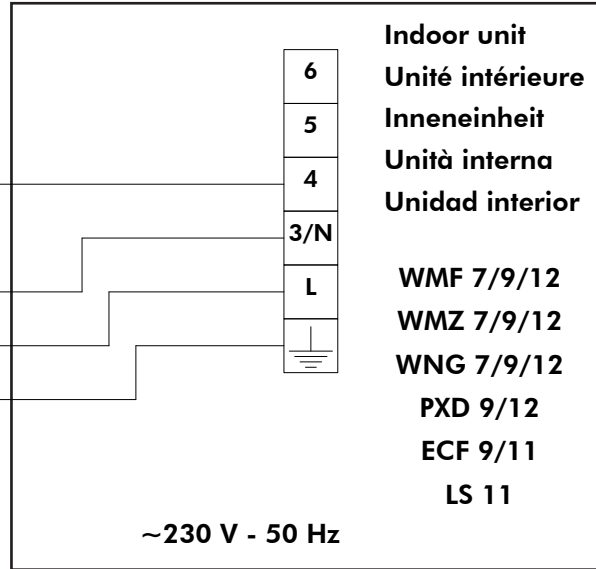 Indoor unit
Unité intérieure
Inneneinheit
Unità interna
Unidad interior
6
5
4
3/N
L
WMF 7/9/12
WMZ 7/9/12
WNG 7/9/12
PXD 9/12
ECF 9/11
LS 11
~230 V - 50 Hz